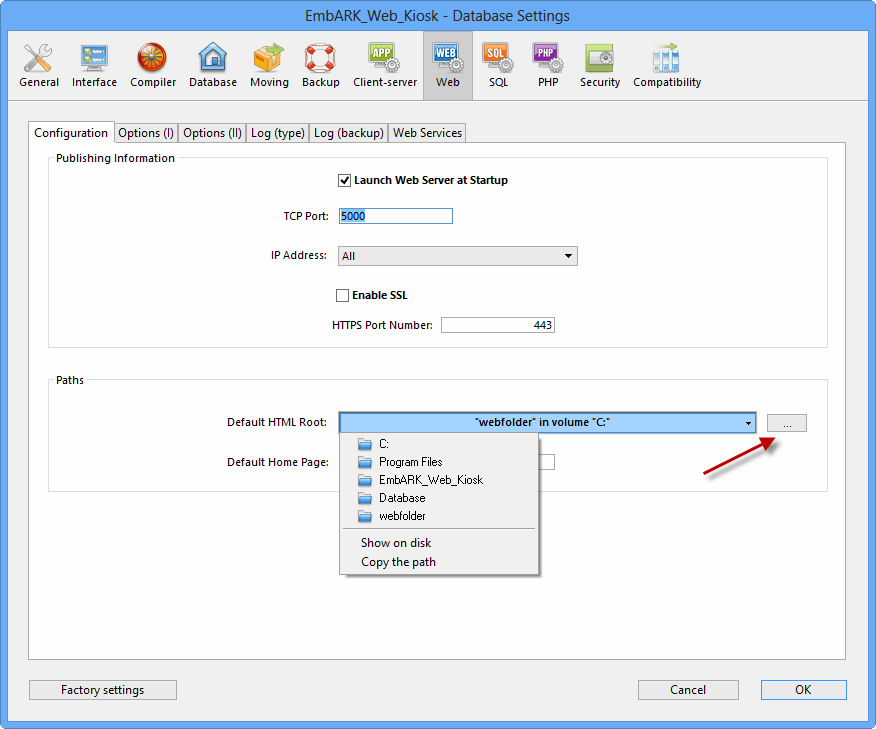 EmbARK_Web_Kiosk - Database Settings
APP WEB SQL PHP
General Interface Compiler Database Moving Backup Client-server Web SQL PHP Security Compatibility
Configuration Options (I) Options (II) Log (type) Log (backup) Web Services
Publishing Information
Launch Web Server at Startup
TCP Port: 5000
IP Address: All
Enable SSL
HTTPS Port Number: 443
Paths
Default HTML Root: "webfolder" in volume "C:" ...
C:
Default Home Page: Program Files
EmbARK_Web_Kiosk
Database
webfolder
Show on disk
Copy the path
Factory settings Cancel OK